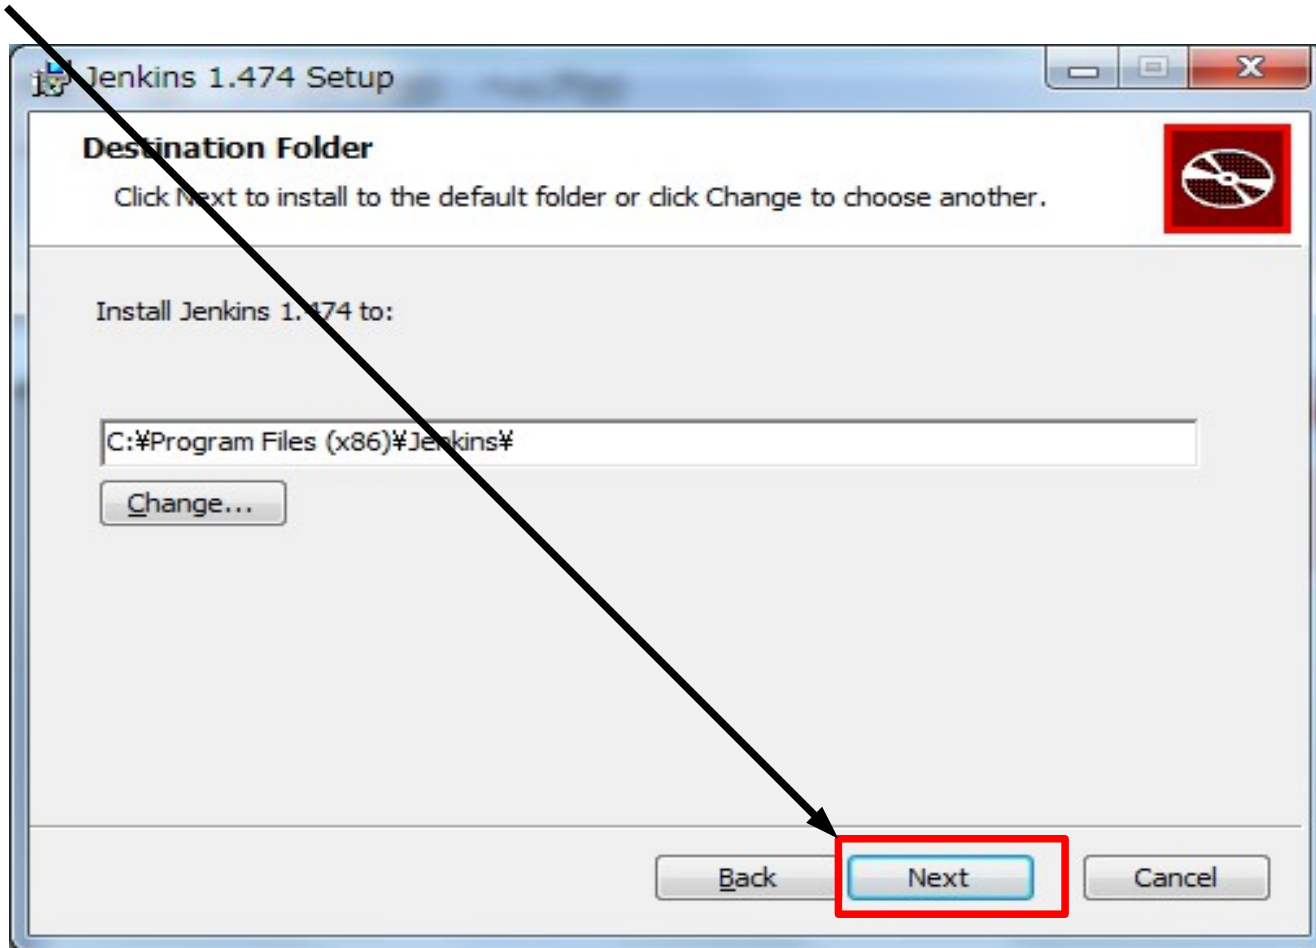 Jenkins 1.474 Setup
Destination Folder
Click Next to install to the default folder or click Change to choose another.
Install Jenkins 1.474 to:
C:¥Program Files (x86)¥Jenkins¥
Change...
Back Next Cancel